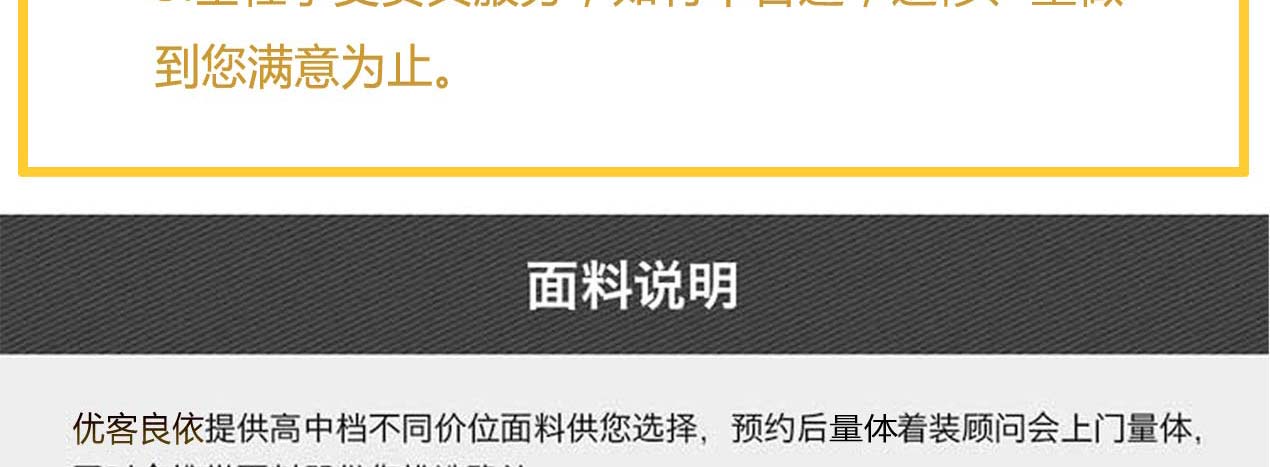 到您满意为止。
面料说明
优客良依提供高中档不同价位面料供您选择，预约后量体着装顾问会上门量体，